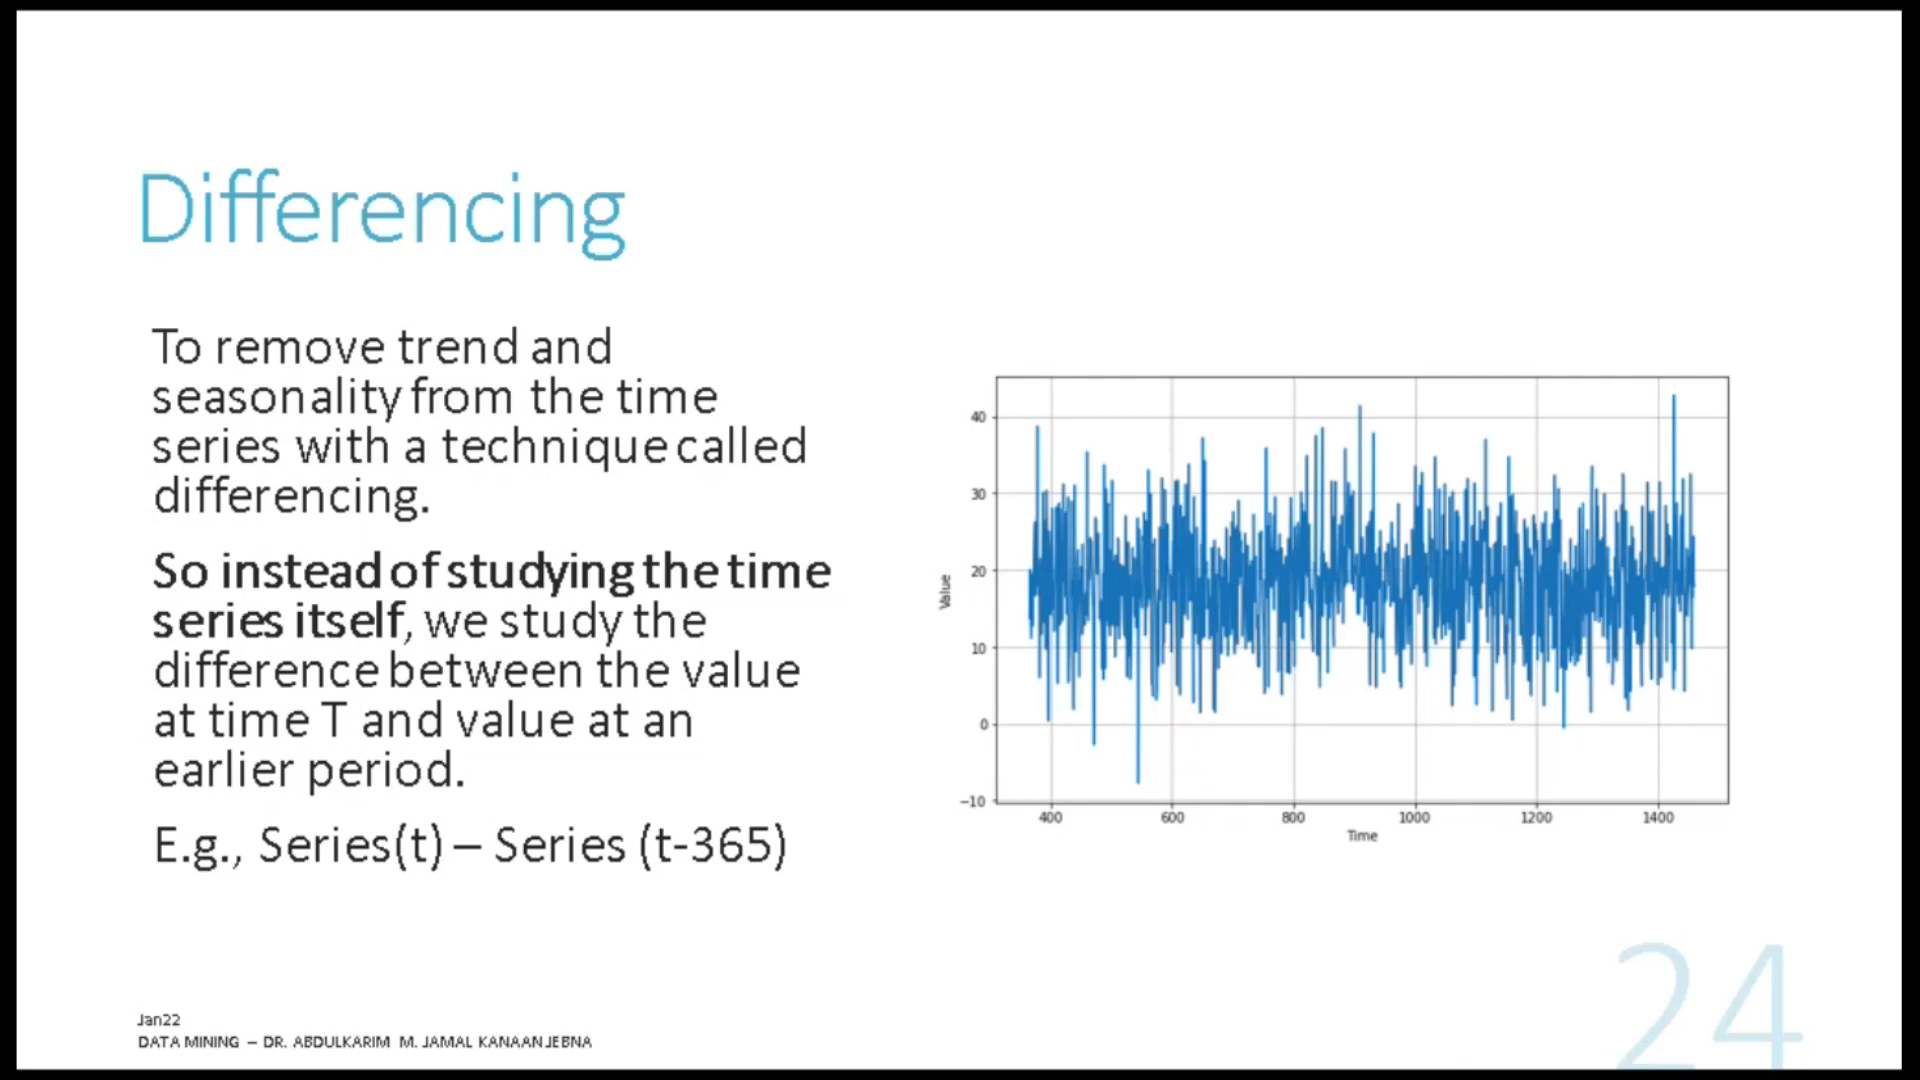 Differencing
To remove trend and
seasonality from the time
series with a technique called
differencing.
So instead of studying the time
series itself, we study the
difference between the value
at time T and value at an
earlier period.
E.g., Series(t) – Series (t-365)
40
30
20
10
0
−10
Value
400 600 800 1000 1200 1400
Time
Jan22
DATA MINING – DR. ABDULKARIM M. JAMAL KANAAN JEBNA
24